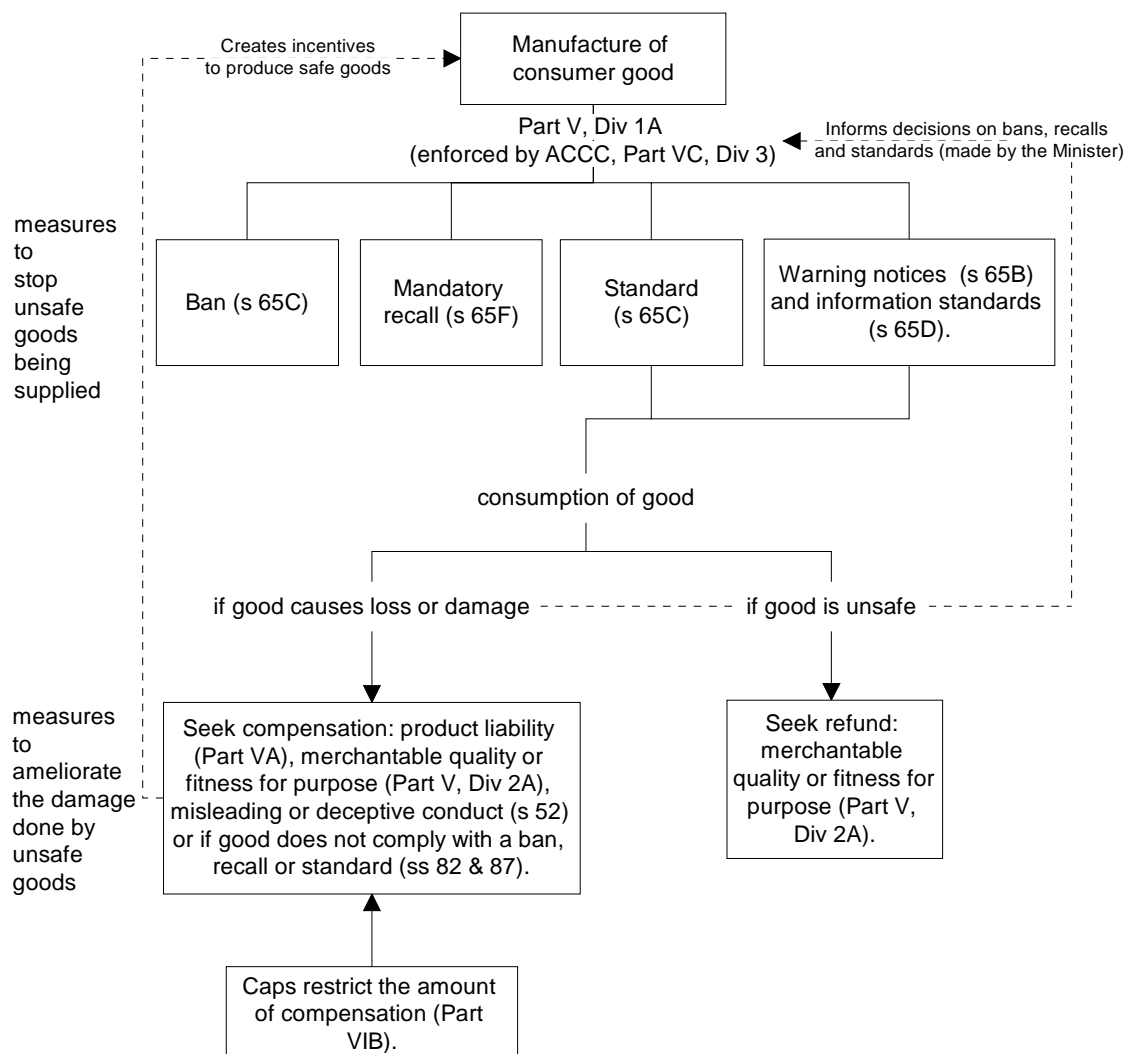 Creates incentives
to produce safe goods
Manufacture of
consumer good
Part V, Div 1A
(enforced by ACCC, Part VC, Div 3)
Informs decisions on bans, recalls
and standards (made by the Minister)
measures
to
stop
unsafe
goods
being
supplied
Ban (s 65C)
Mandatory
recall (s 65F)
Standard
(s 65C)
Warning notices (s 65B)
and information standards
(s 65D).
consumption of good
if good causes loss or damage
if good is unsafe
measures
to
ameliorate
the damage
done by
unsafe
goods
Seek compensation: product liability
(Part VA), merchantable quality or
fitness for purpose (Part V, Div 2A),
misleading or deceptive conduct (s 52)
or if good does not comply with a ban,
recall or standard (ss 82 & 87).
Seek refund:
merchantable
quality or fitness for
purpose (Part V,
Div 2A).
Caps restrict the amount
of compensation (Part
VIB).